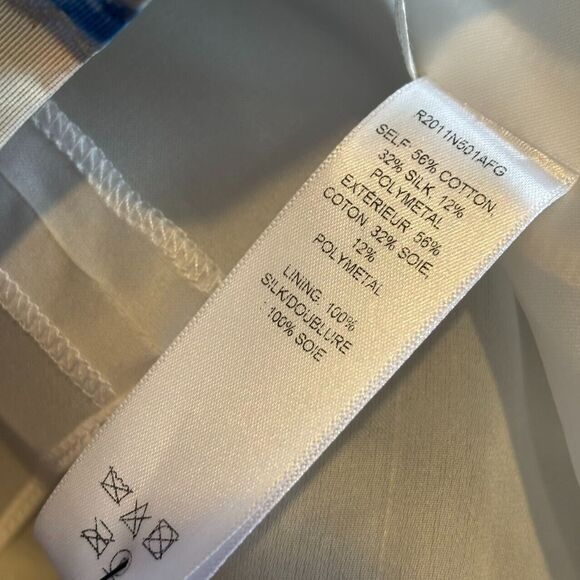 R2011N501AFG
SELF: 56% COTTON,
32% SILK, 12%
POLYMETAL
EXTÉRIEUR: 56%
COTON, 32% SOIE,
12%
POLYMETAL
LINING: 100%
SILK/DOUBLURE
: 100% SOIE